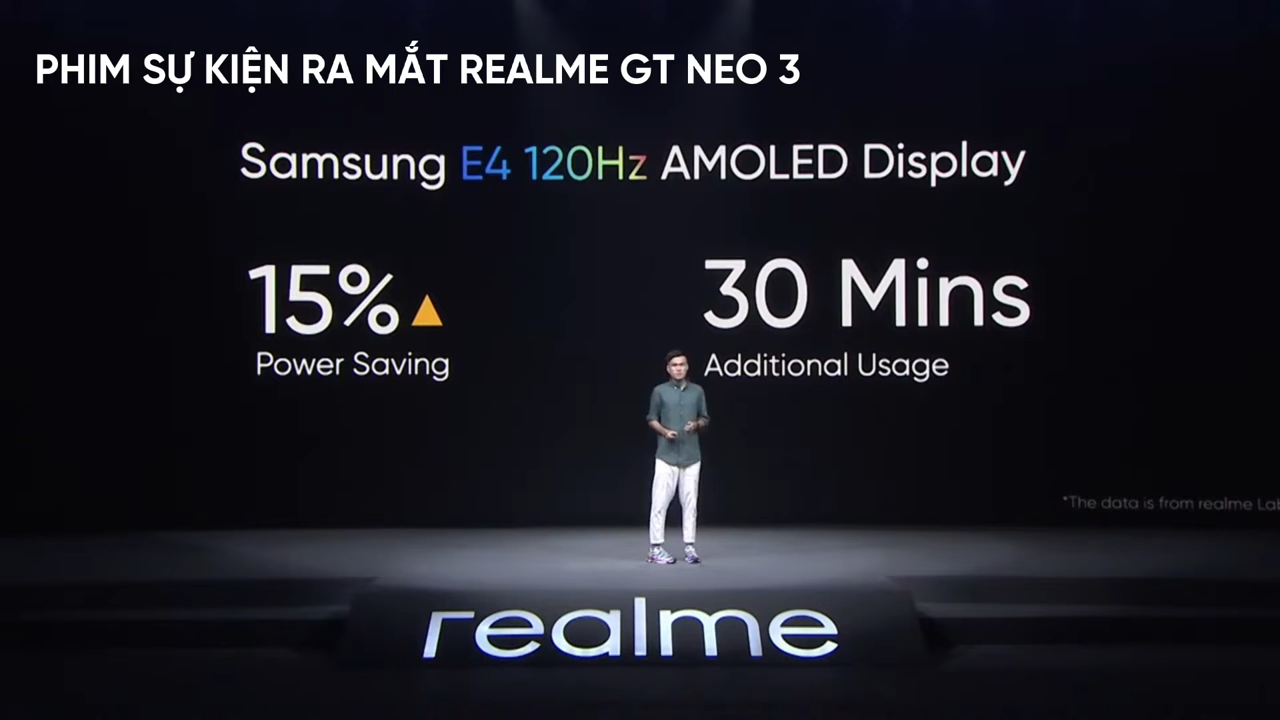 PHIM SỰ KIỆN RA MẮT REALME GT NEO 3
Samsung E4 120Hz AMOLED Display
15%
Power Saving
30 Mins
Additional Usage
*The data is from realme Lab
realme